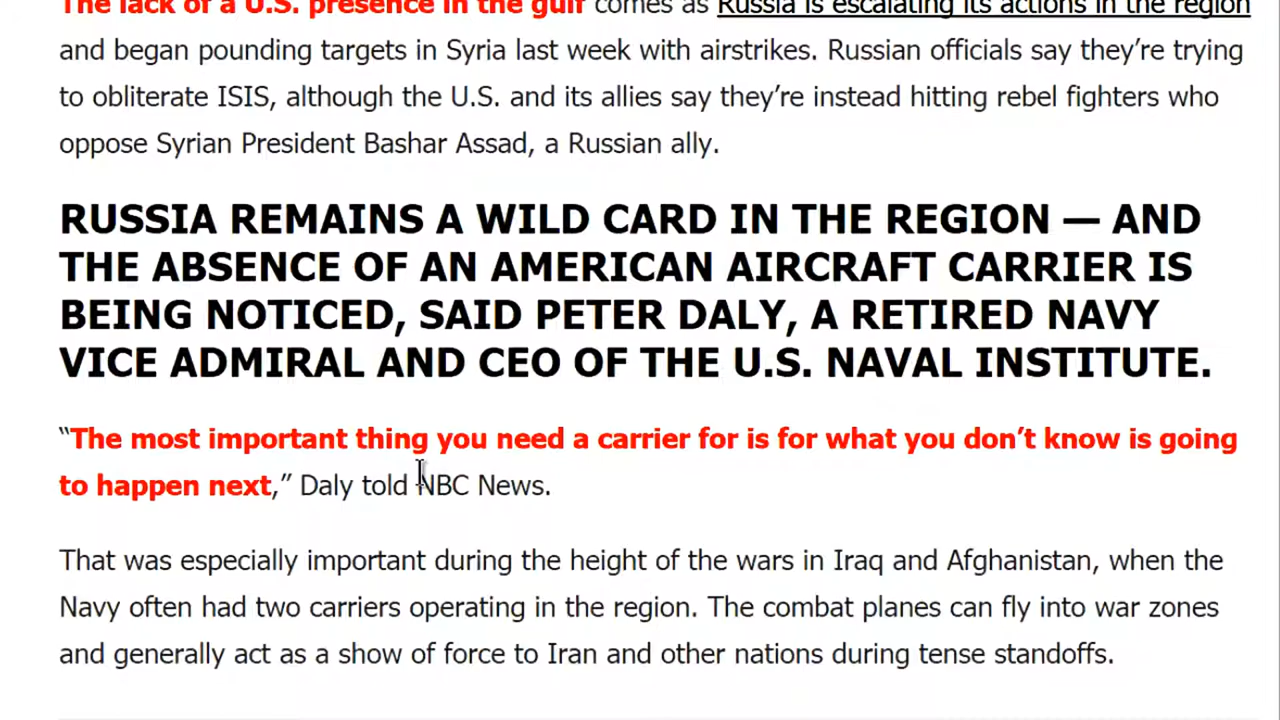 The lack of a U.S. presence in the gulf comes as Russia is escalating its actions in the region
and began pounding targets in Syria last week with airstrikes. Russian officials say they’re trying
to obliterate ISIS, although the U.S. and its allies say they’re instead hitting rebel fighters who
oppose Syrian President Bashar Assad, a Russian ally.
RUSSIA REMAINS A WILD CARD IN THE REGION — AND
THE ABSENCE OF AN AMERICAN AIRCRAFT CARRIER IS
BEING NOTICED, SAID PETER DALY, A RETIRED NAVY
VICE ADMIRAL AND CEO OF THE U.S. NAVAL INSTITUTE.
“The most important thing you need a carrier for is for what you don’t know is going
to happen next,” Daly told NBC News.
That was especially important during the height of the wars in Iraq and Afghanistan, when the
Navy often had two carriers operating in the region. The combat planes can fly into war zones
and generally act as a show of force to Iran and other nations during tense standoffs.